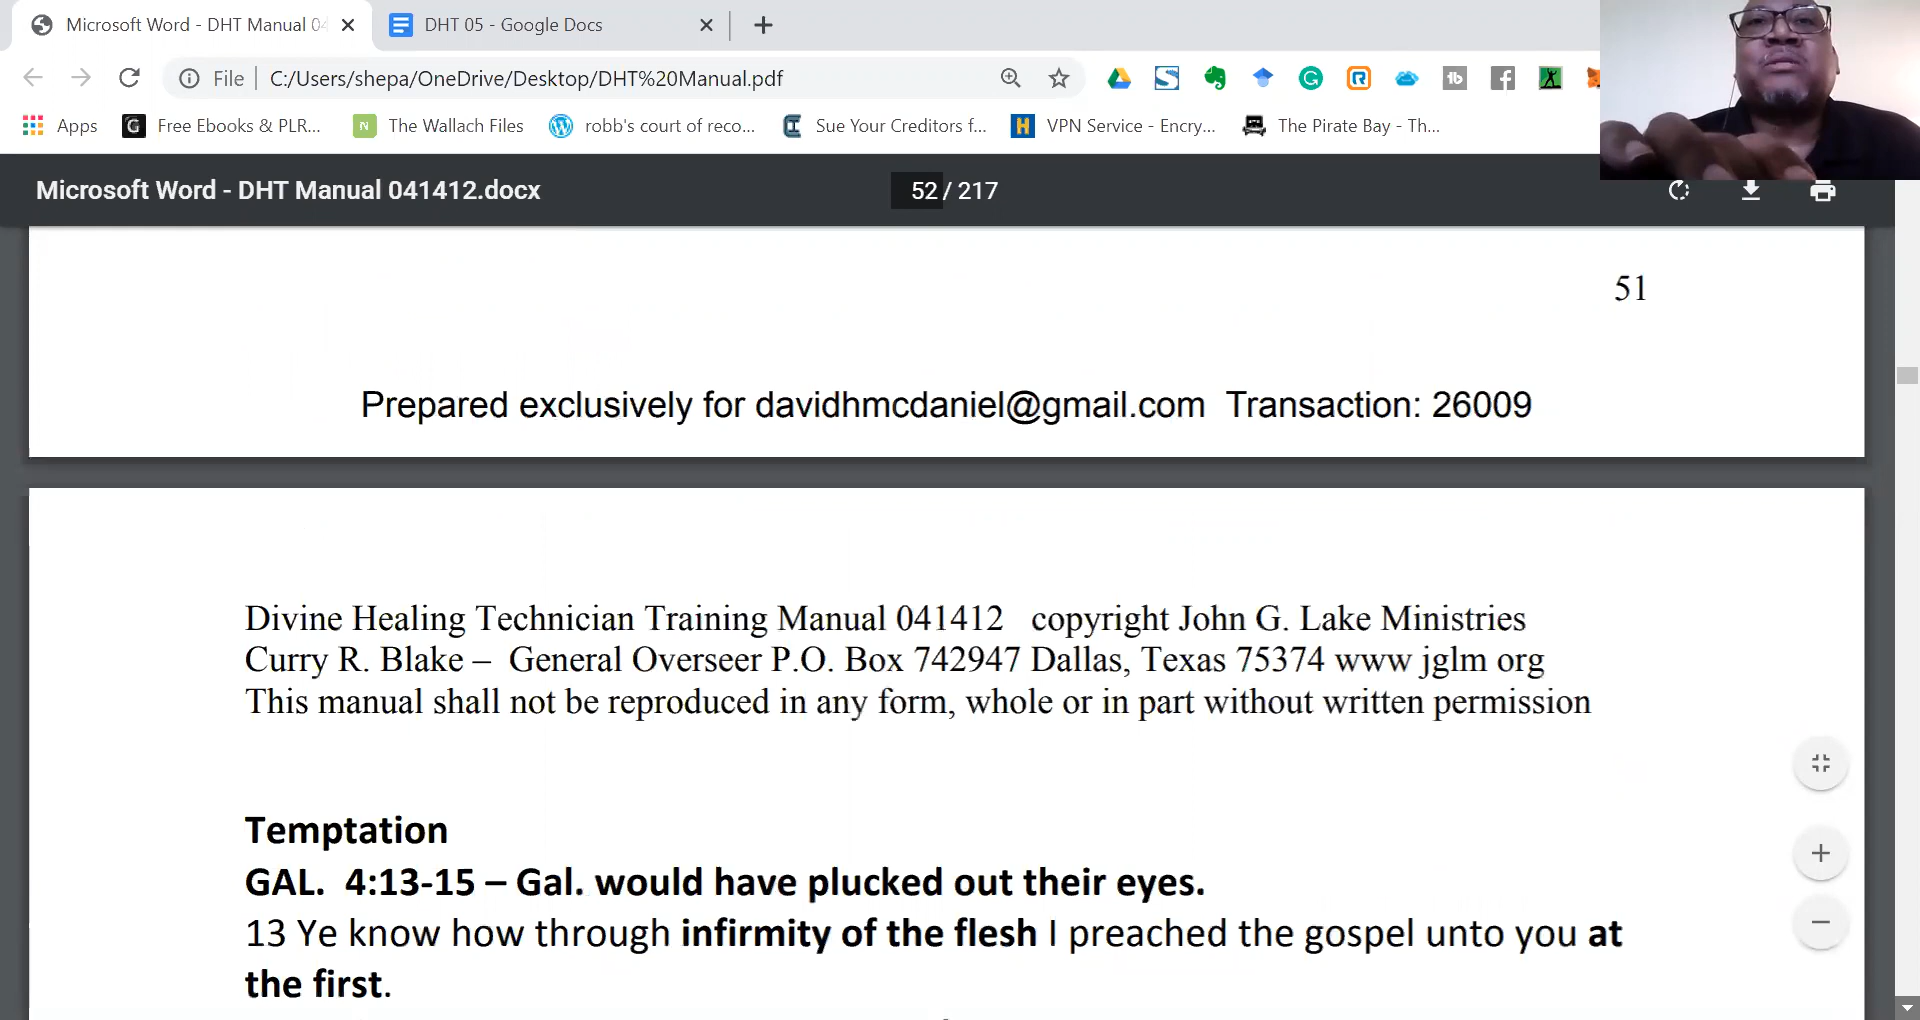 Microsoft Word - DHT Manual 04
DHT 05 - Google Docs
File C:/Users/shepa/OneDrive/Desktop/DHT%20Manual.pdf
Apps Free Ebooks & PLR... The Wallach Files robb's court of reco... Sue Your Creditors f... VPN Service - Encry... The Pirate Bay - Th...
Microsoft Word - DHT Manual 041412.docx 52 / 217
51
Prepared exclusively for davidhmcdaniel@gmail.com Transaction: 26009
Divine Healing Technician Training Manual 041412 copyright John G. Lake Ministries
Curry R. Blake – General Overseer P.O. Box 742947 Dallas, Texas 75374 www jglm org
This manual shall not be reproduced in any form, whole or in part without written permission
Temptation
GAL. 4:13-15 – Gal. would have plucked out their eyes.
13 Ye know how through infirmity of the flesh I preached the gospel unto you at
the first.